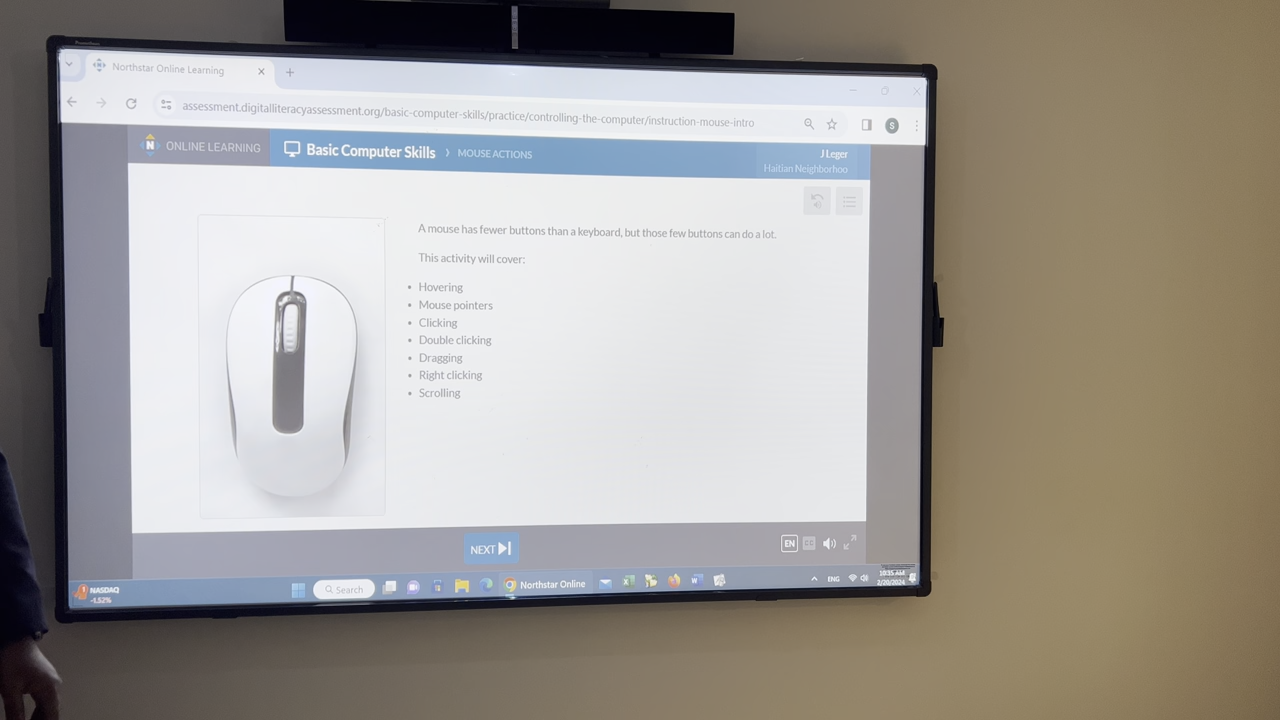 Northstar Online Learning
assessment.digitalliteracyassessment.org/basic-computer-skills/practice/controlling-the-computer/instruction-mouse-intro
S
N ONLINE LEARNING
Basic Computer Skills › MOUSE ACTIONS
J Leger
Haitian Neighborhoo
A mouse has fewer buttons than a keyboard, but those few buttons can do a lot.
This activity will cover:
• Hovering
• Mouse pointers
• Clicking
• Double clicking
• Dragging
• Right clicking
• Scrolling
NEXT
EN CC
NASDAQ
-1.52%
Search
Northstar Online
ENG
10:35 AM
2/20/2024